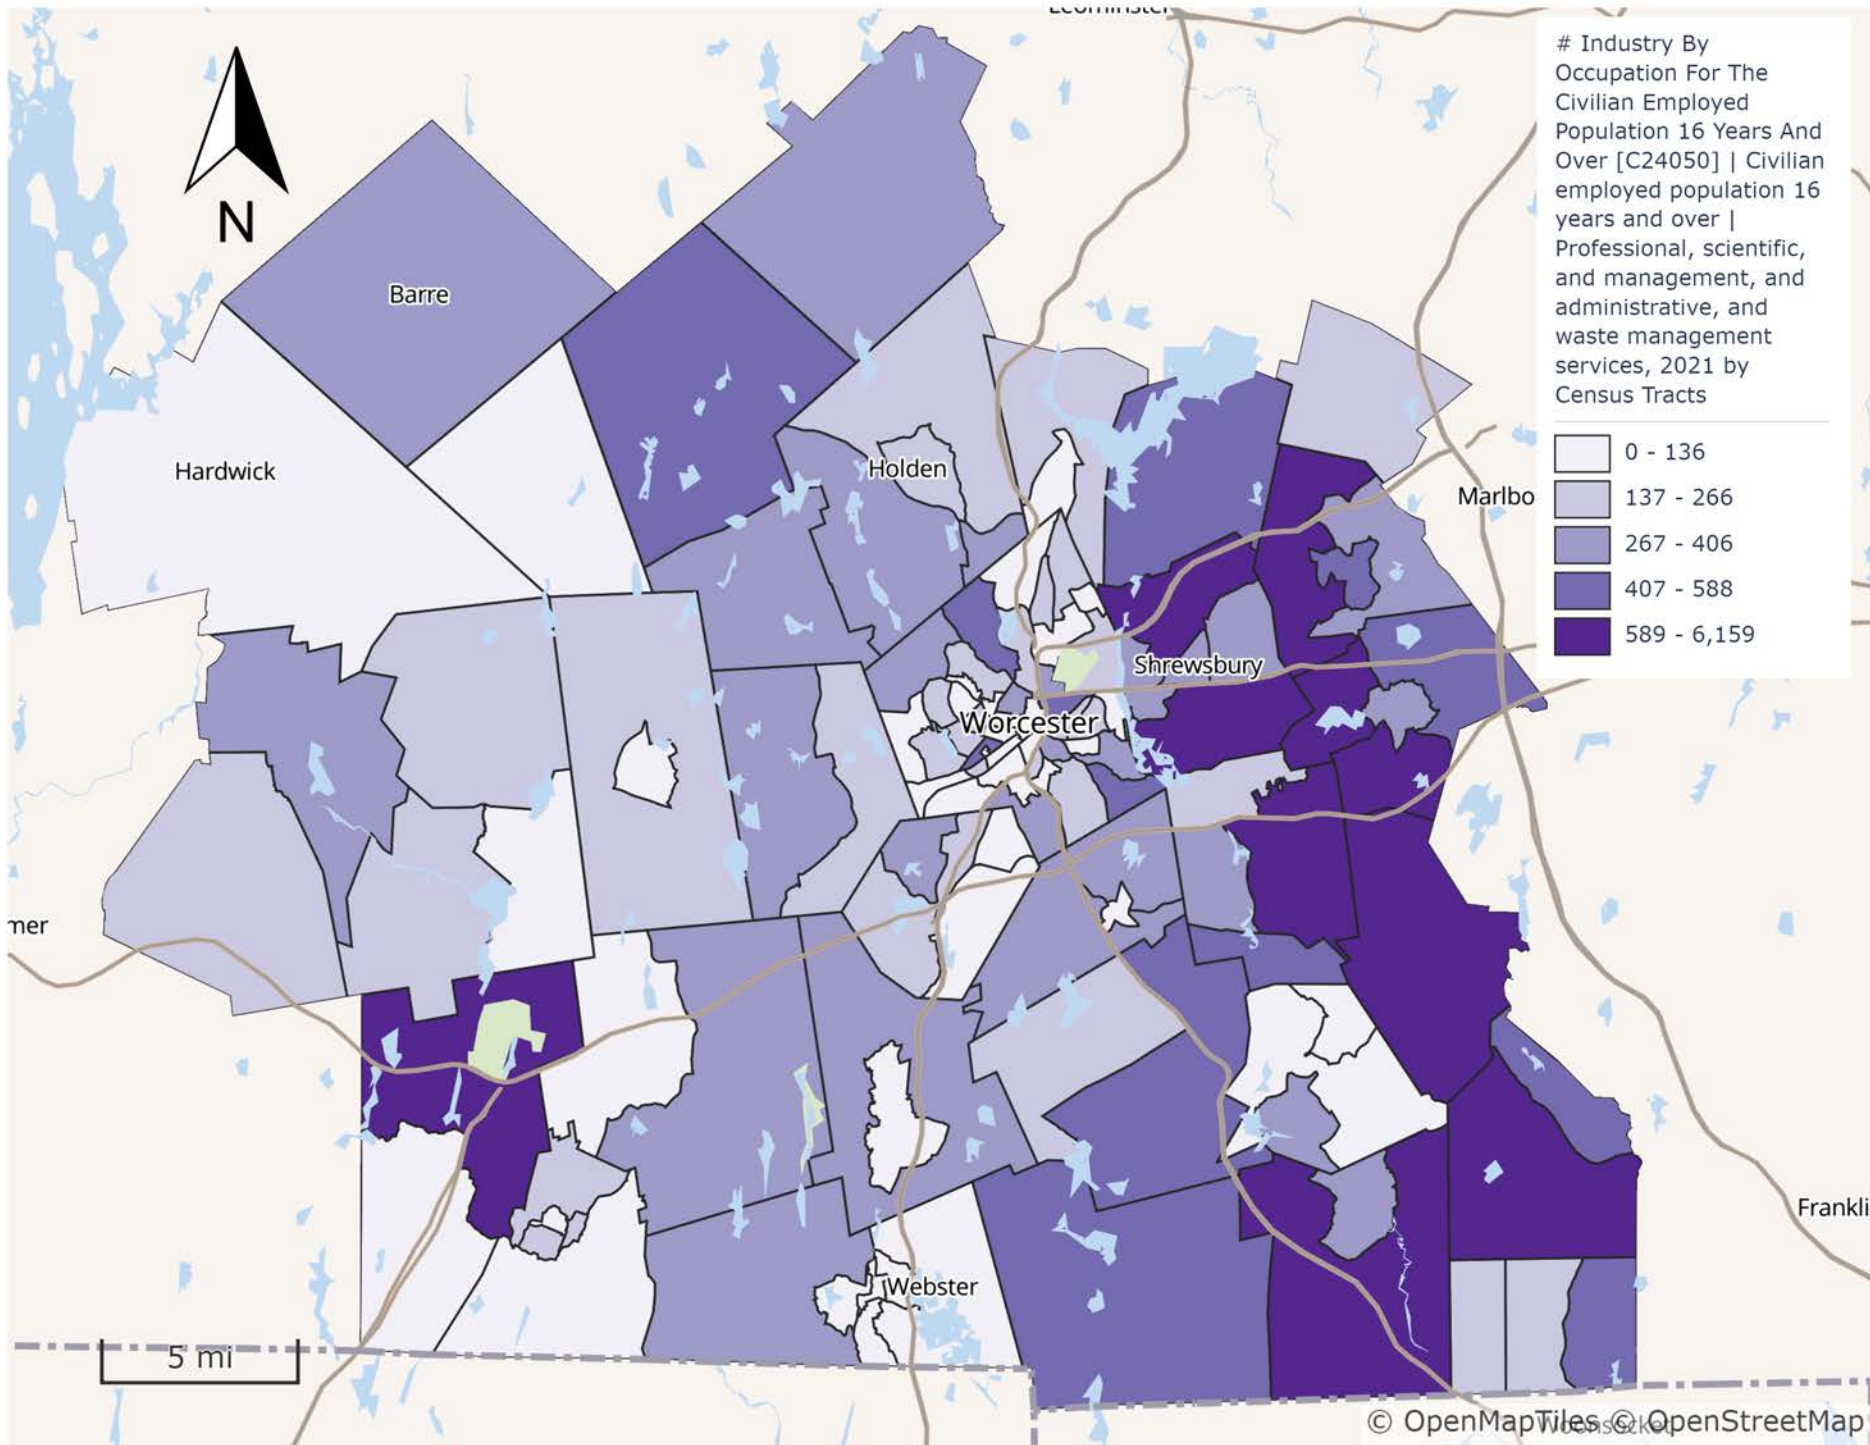 Leominster
N
Barre
Hardwick
Holden
Marlbo
Shrewsbury
Worcester
mer
Webster
Frankli
5 mi
# Industry By
Occupation For The
Civilian Employed
Population 16 Years And
Over [C24050] | Civilian
employed population 16
years and over |
Professional, scientific,
and management, and
administrative, and
waste management
services, 2021 by
Census Tracts
0 - 136
137 - 266
267 - 406
407 - 588
589 - 6,159
Woonsocket
© OpenMapTiles © OpenStreetMap